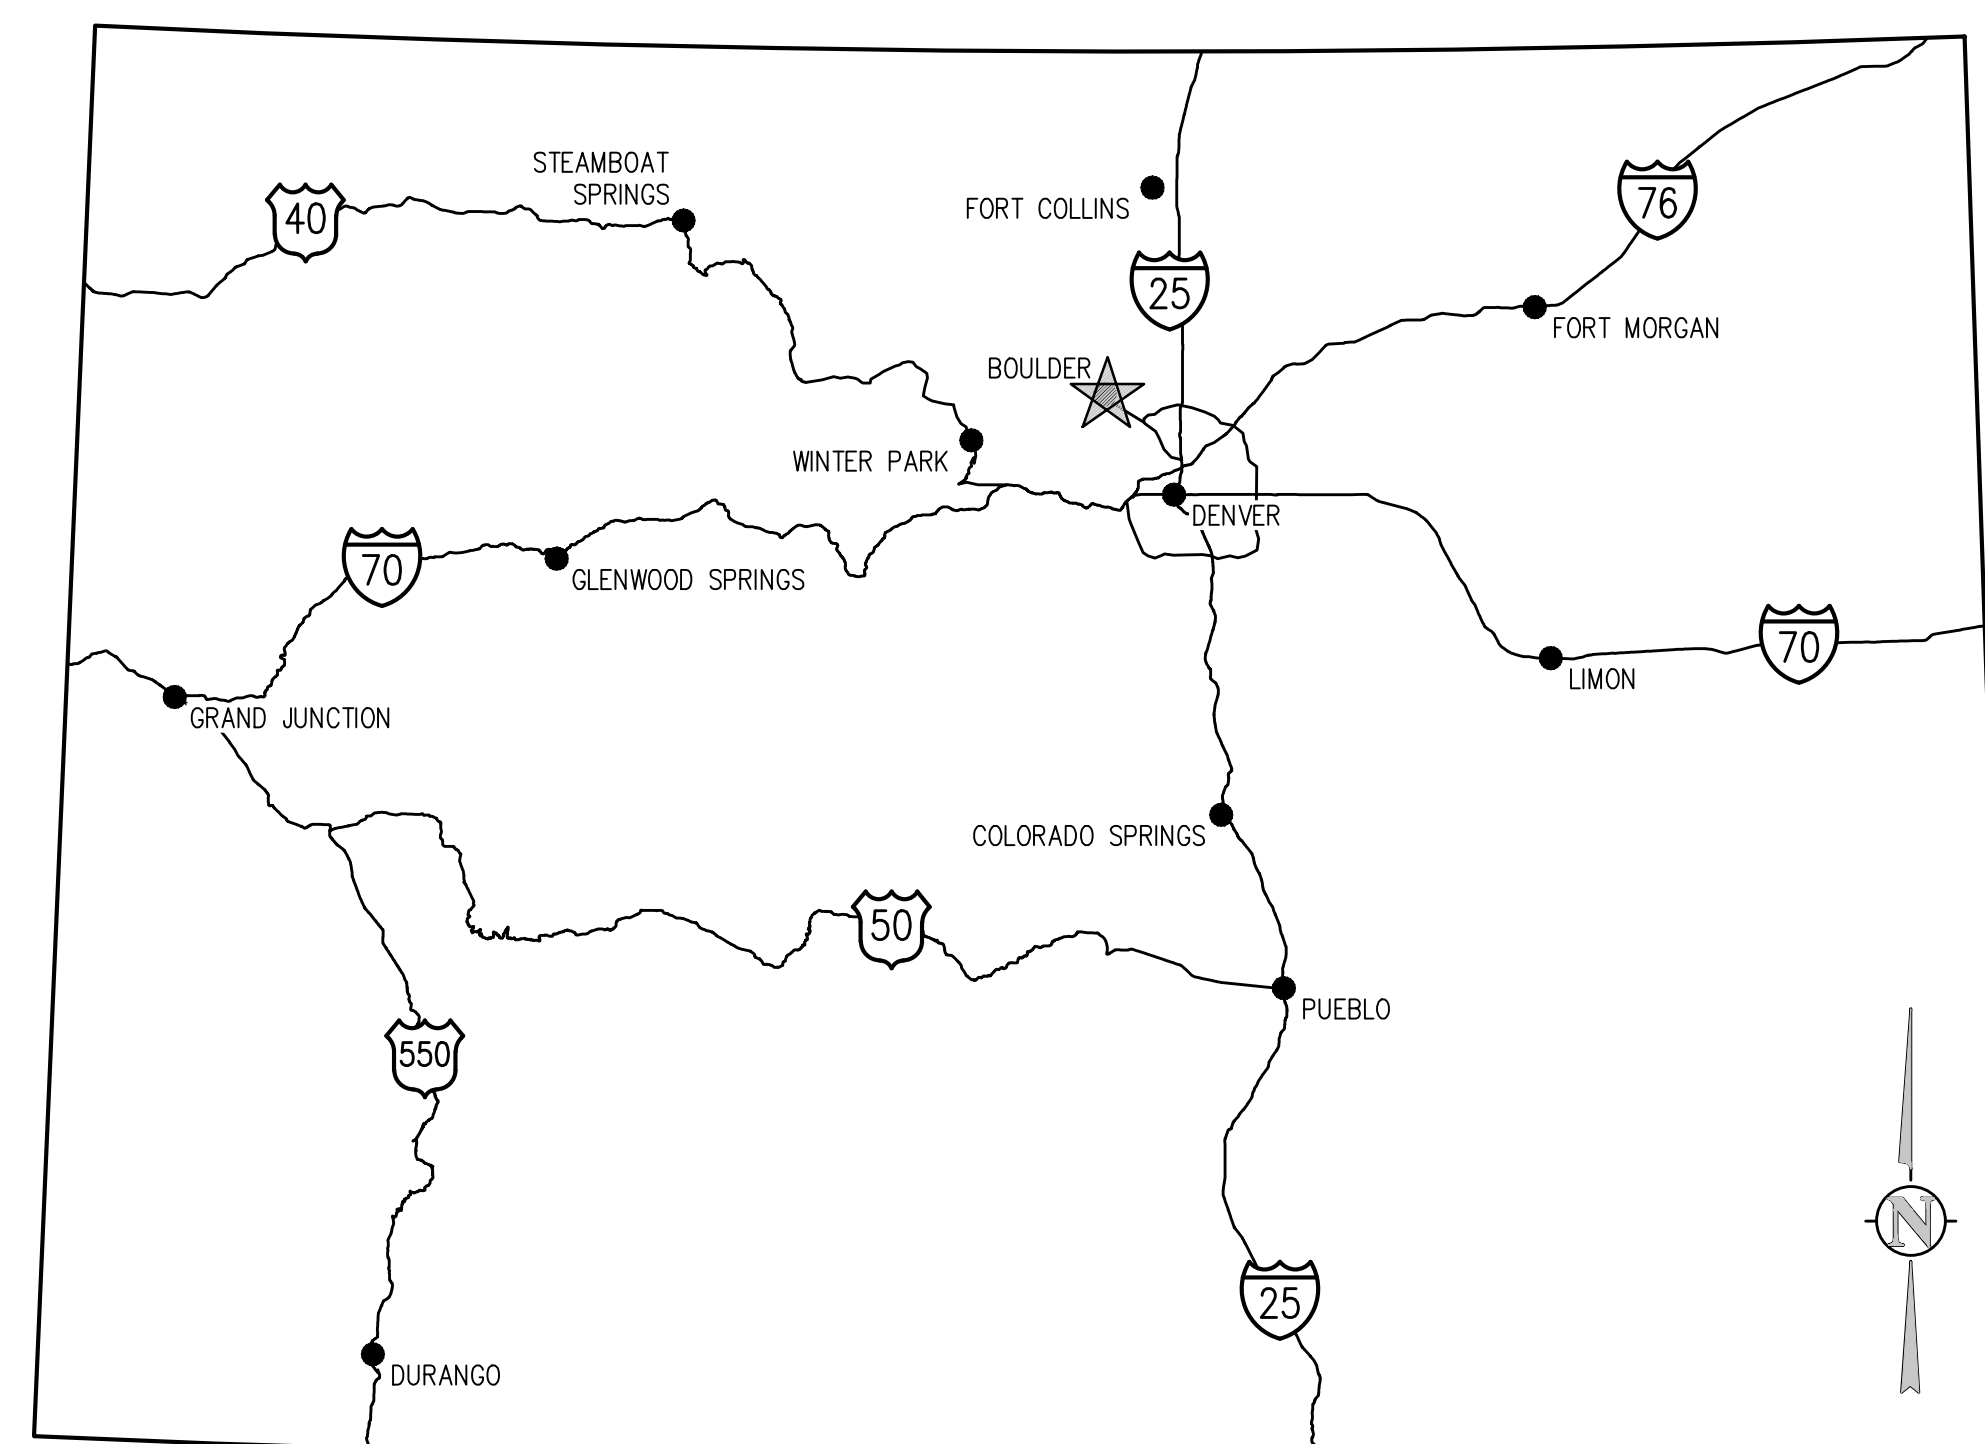 STEAMBOAT
SPRINGS
40
FORT COLLINS
76
25
FORT MORGAN
BOULDER
WINTER PARK
DENVER
70
GLENWOOD SPRINGS
70
LIMON
GRAND JUNCTION
COLORADO SPRINGS
50
PUEBLO
550
N
25
DURANGO